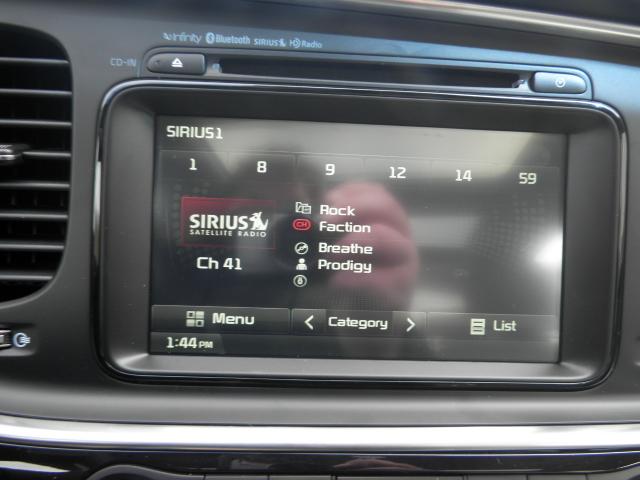 infinity Bluetooth SIRIUS HD Radio
CD-IN
SIRIUS1
1 8 9 12 14 59
SIRIUS
SATELLITE RADIO
Ch 41
Rock
CH Faction
Breathe
Prodigy
Menu
Category
List
1:44 PM